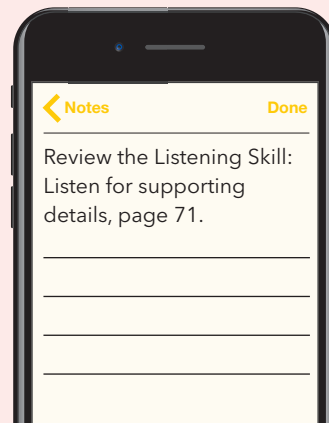 Notes Done
Review the Listening Skill:
Listen for supporting
details, page 71.